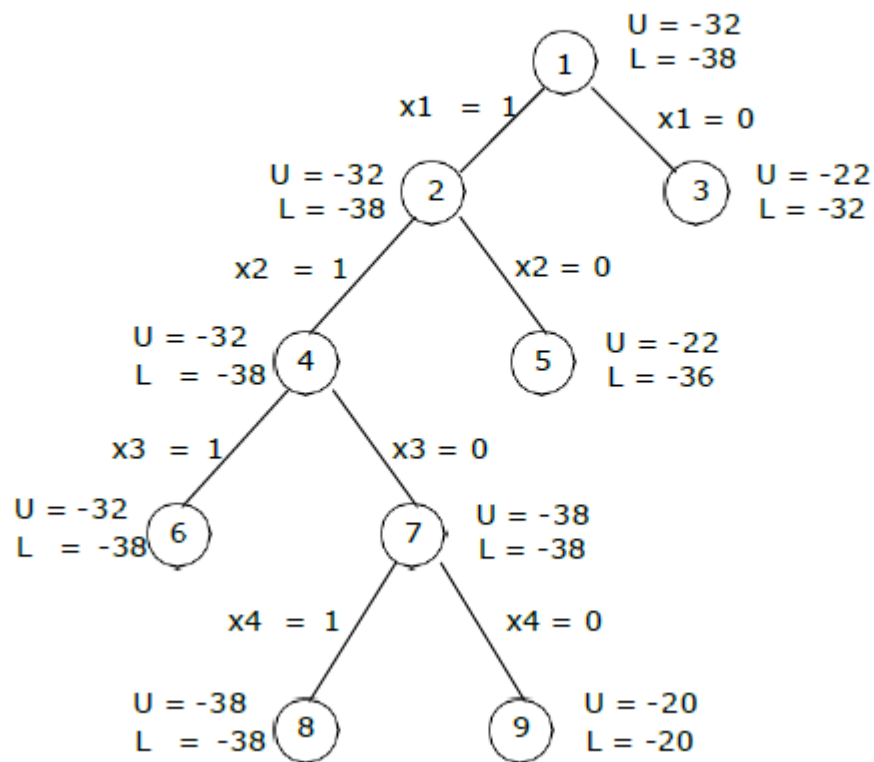 U = -32
L = -38
1
x1 = 1
x1 = 0
U = -32
L = -38
2
3
U = -22
L = -32
x2 = 1
x2 = 0
U = -32
L = -38
4
5
U = -22
L = -36
x3 = 1
x3 = 0
U = -32
L = -38
6
7
U = -38
L = -38
x4 = 1
x4 = 0
U = -38
L = -38
8
9
U = -20
L = -20